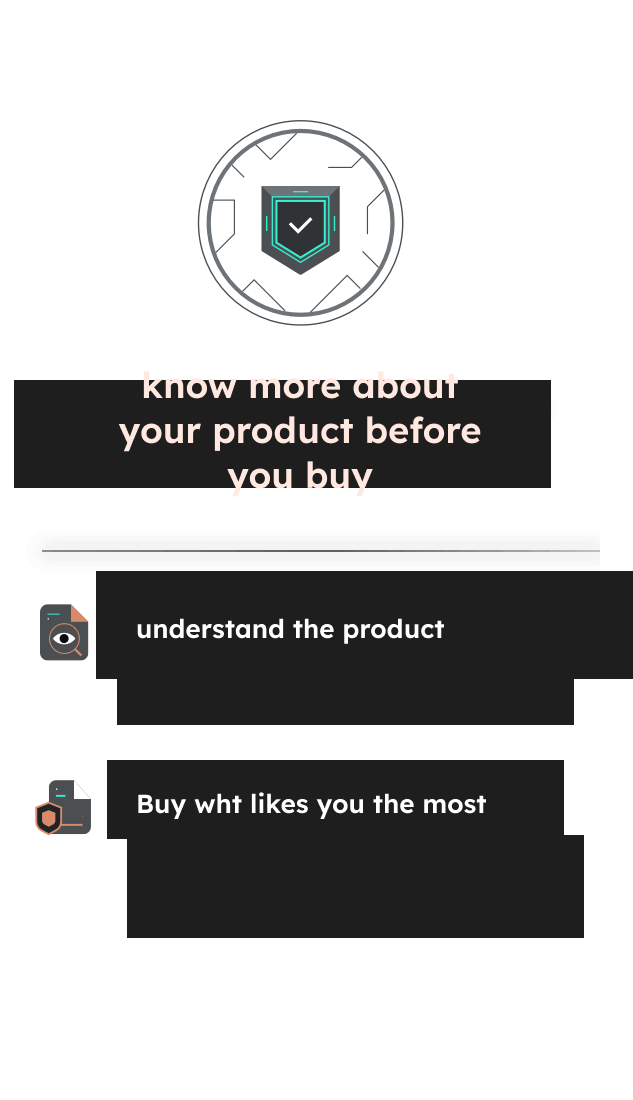 know more about
your product before
you buy
understand the product
Buy wht likes you the most